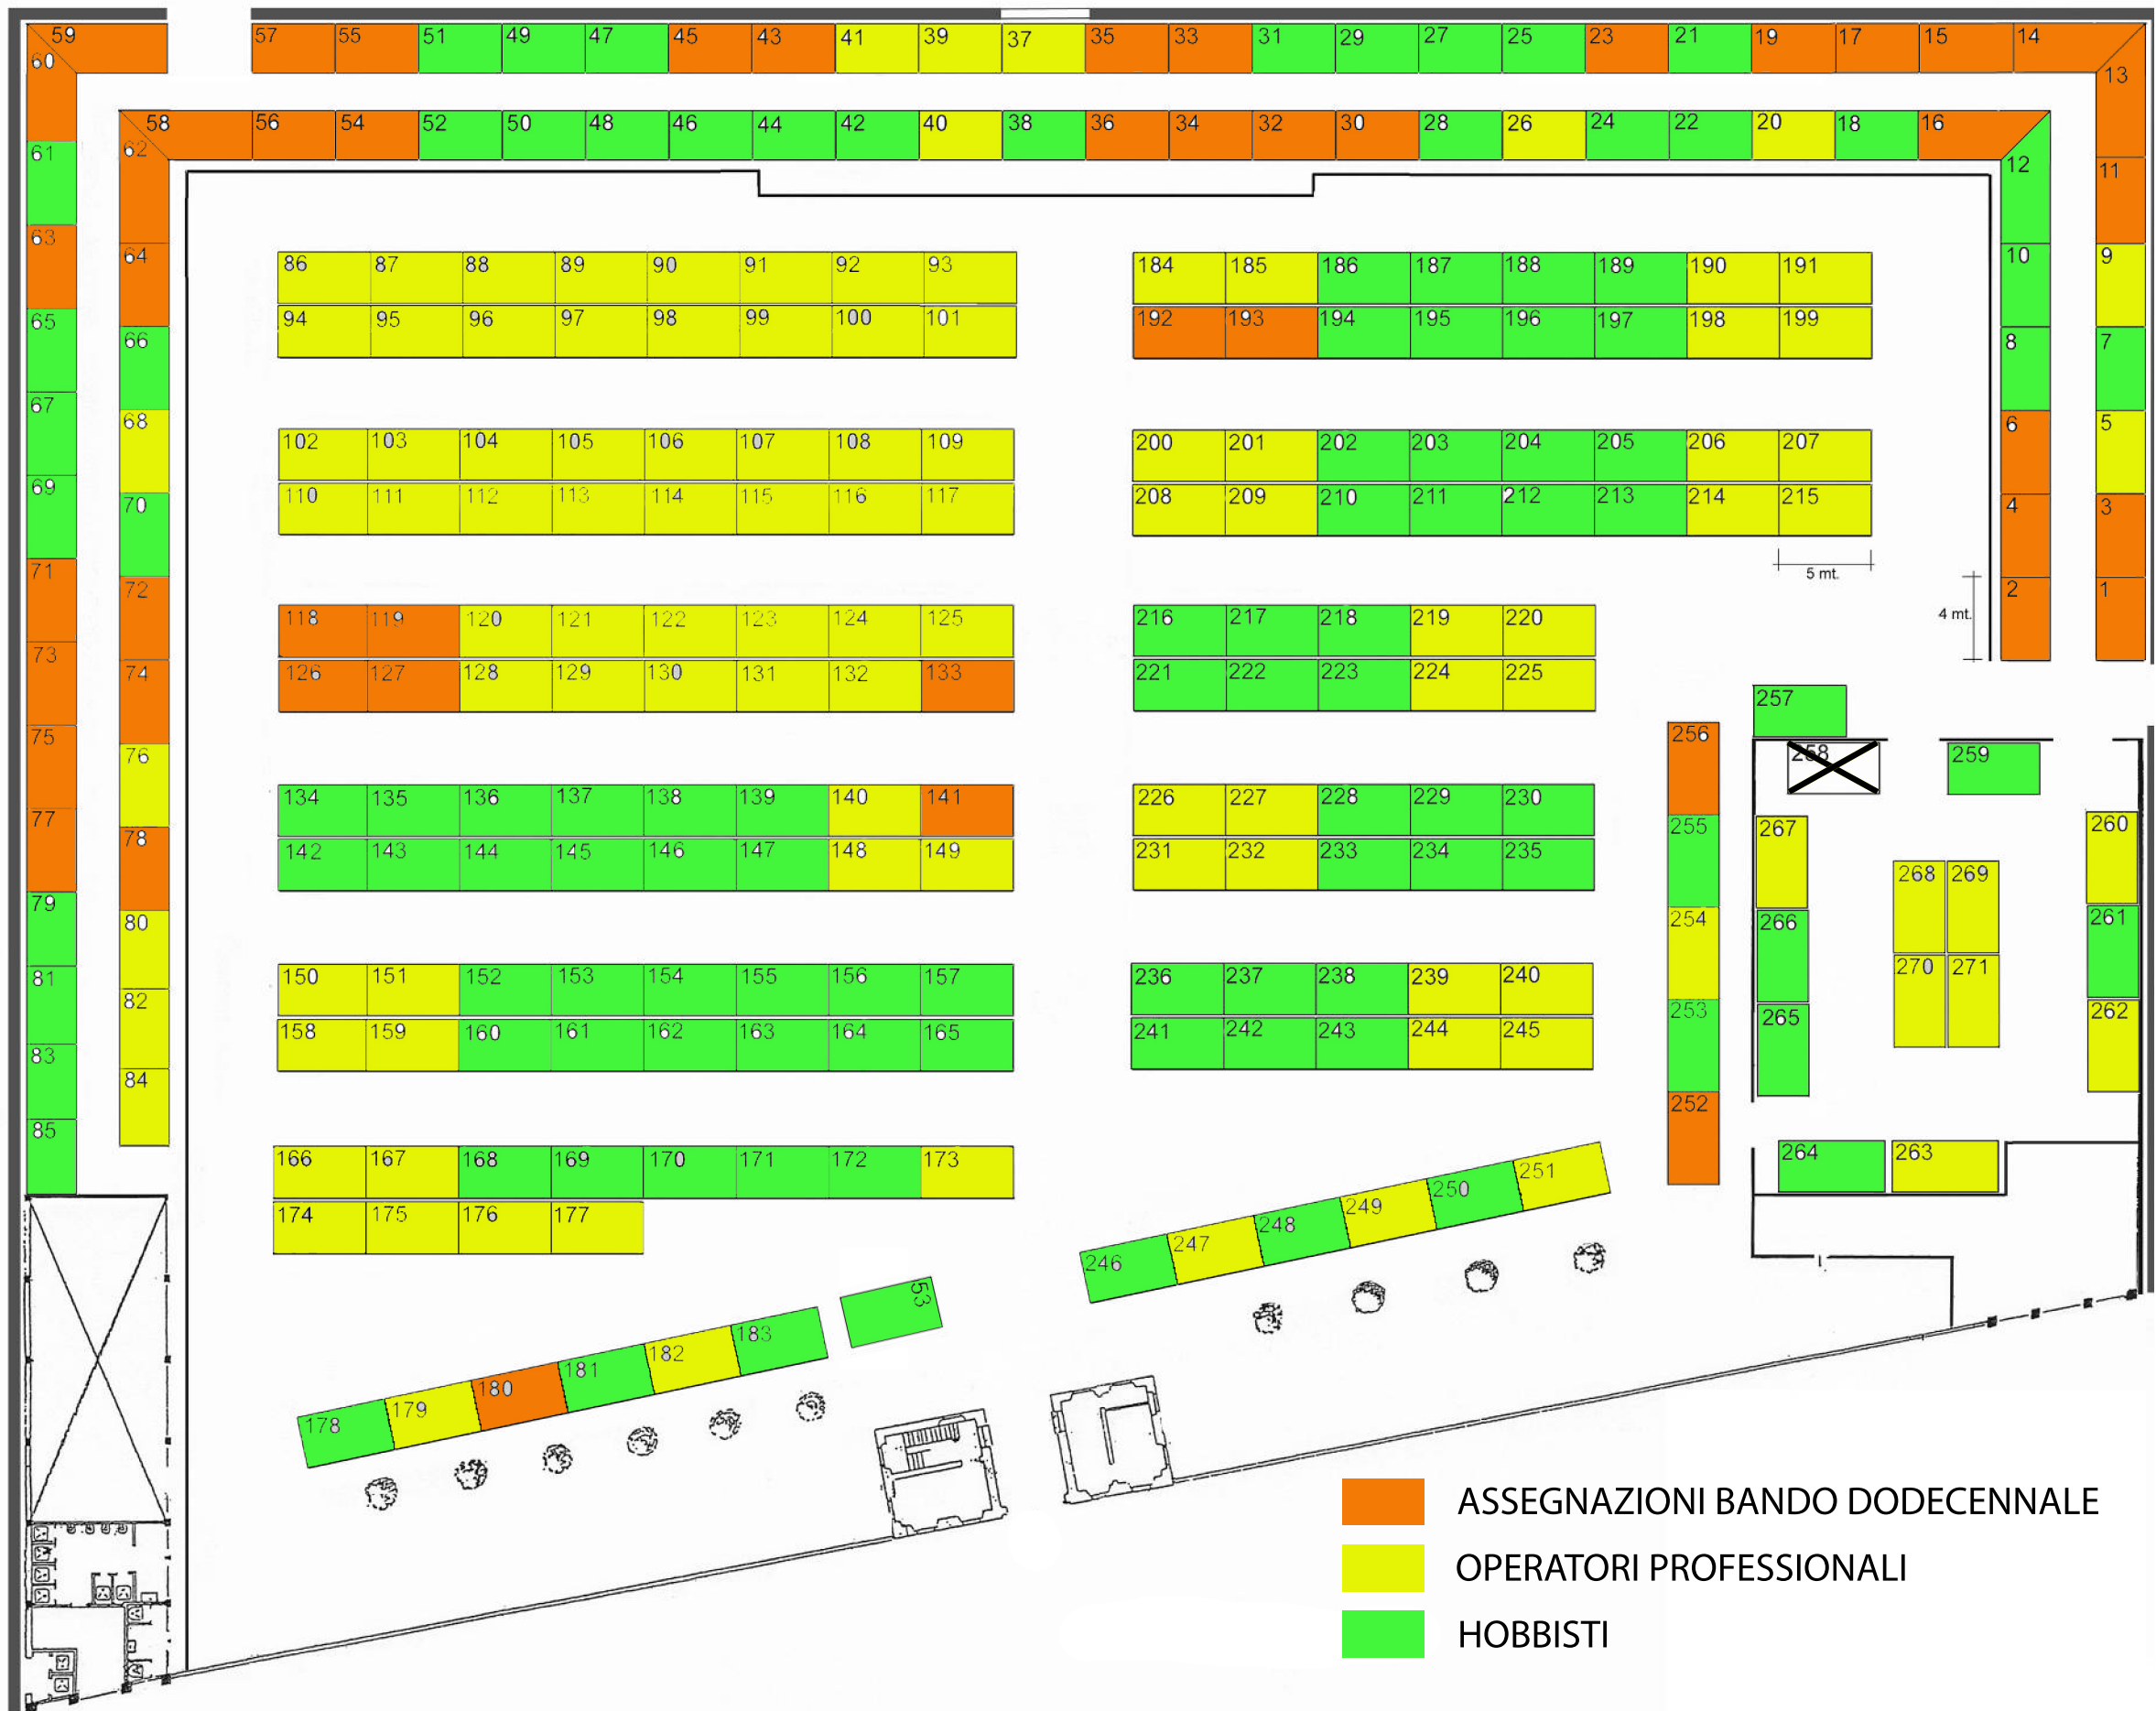 59 57 55 51 49 47 45 43 41 39 37 35 33 31 29 27 25 23 21 19 17 15 14
60 13
58 56 54 52 50 48 46 44 42 40 38 36 34 32 30 28 26 24 22 20 18 16
61 62 12 11
63 64 10 9
86 87 88 89 90 91 92 93 184 185 186 187 188 189 190 191
94 95 96 97 98 99 100 101 192 193 194 195 196 197 198 199
65 66 8 7
67 68 6 5
102 103 104 105 106 107 108 109 200 201 202 203 204 205 206 207
69 70 4 3
110 111 112 113 114 115 116 117 208 209 210 211 212 213 214 215
5 mt.
71 72 2 1
4 mt.
118 119 120 121 122 123 124 125 216 217 218 219 220
73 74
126 127 128 129 130 131 132 133 221 222 223 224 225
257
75 76 256 258 259
134 135 136 137 138 139 140 141 226 227 228 229 230
77 78 255 267 260
142 143 144 145 146 147 148 149 231 232 233 234 235
268 269
79 80 254 266 261
150 151 152 153 154 155 156 157 236 237 238 239 240
270 271
81 82 253 265 262
158 159 160 161 162 163 164 165 241 242 243 244 245
83 84 252
85 264 263
166 167 168 169 170 171 172 173
174 175 176 177
246 247 248 249 250 251
53
178 179 180 181 182 183
ASSEGNAZIONI BANDO DODECENNALE
OPERATORI PROFESSIONALI
HOBBISTI